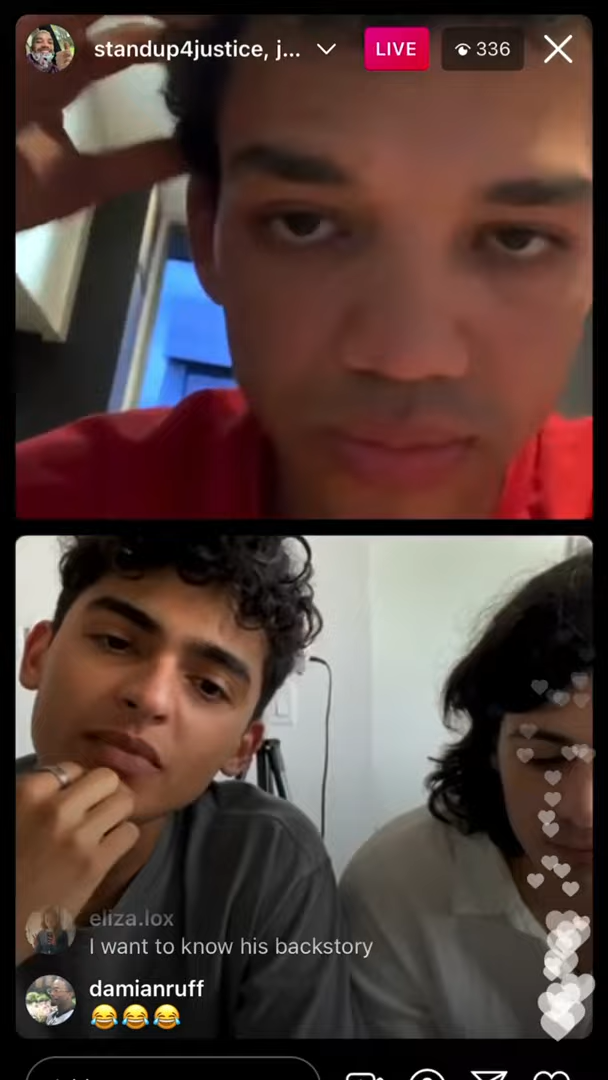 standup4justice, j...
LIVE
336
eliza.lox
I want to know his backstory
damianruff
😂😂😂